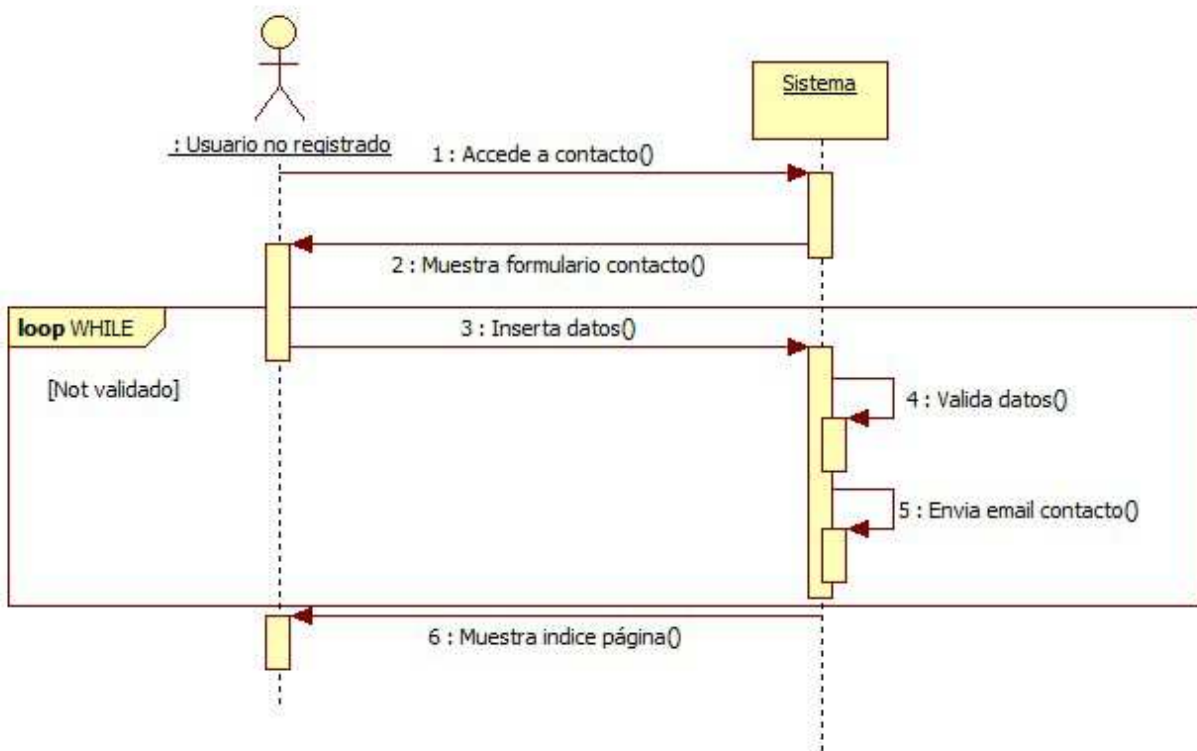 Sistema
: Usuario no registrado
1 : Accede a contacto()
2 : Muestra formulario contacto()
loop WHILE
3 : Inserta datos()
[Not validado]
4 : Valida datos()
5 : Envia email contacto()
6 : Muestra indice página()